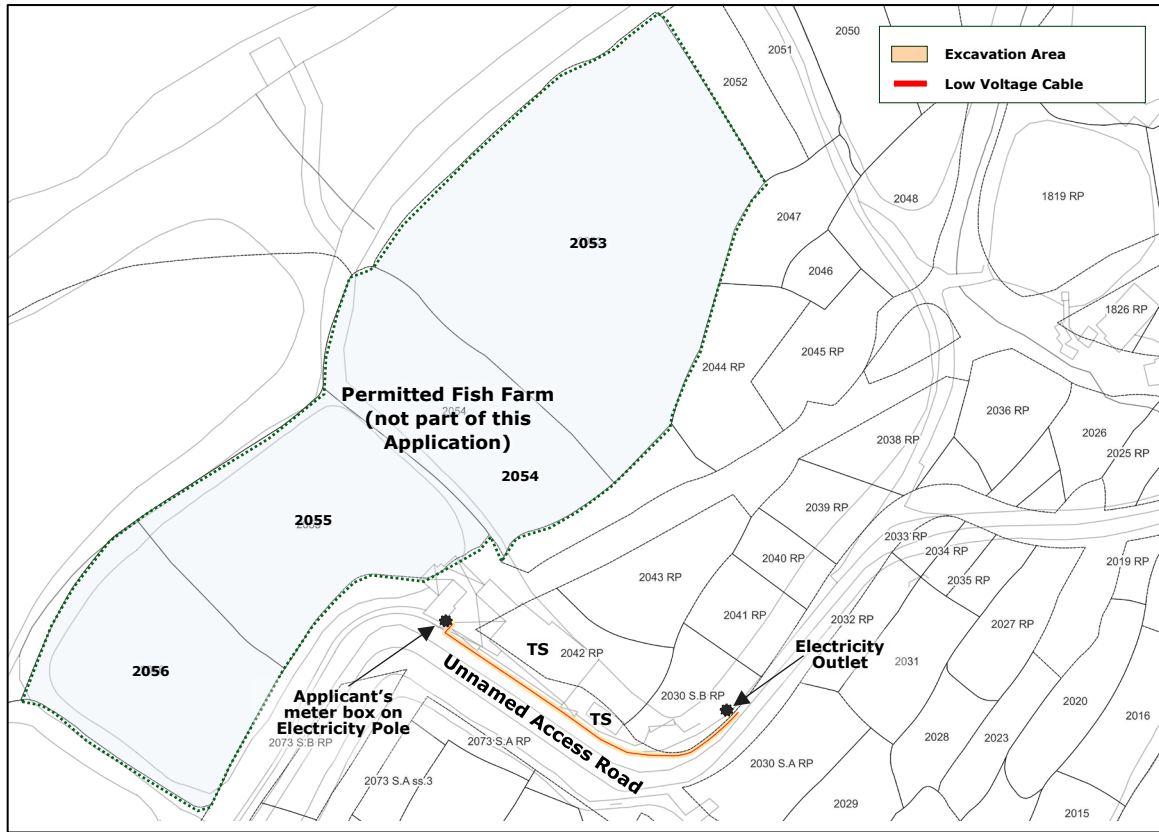 2050
2051
2052
Excavation Area
Low Voltage Cable
2048
1819 RP
2047
2053
2046
1826 RP
2045 RP
2044 RP
Permitted Fish Farm
(not part of this
Application)
2054
2036 RP
2026
2038 RP
2025 RP
2054
2055
2039 RP
2033 RP
2034 RP
2035 RP
2019 RP
2040 RP
2043 RP
2041 RP
2032 RP
2027 RP
TS
2042 RP
Electricity
Outlet
2031
2056
Applicant's
meter box on
Electricity Pole
Unnamed Access Road
2030 S.B RP
TS
2020
2016
2073 S.B RP
2073 S.A RP
2028
2023
2030 S.A RP
2073 S.A ss.3
2029
2015